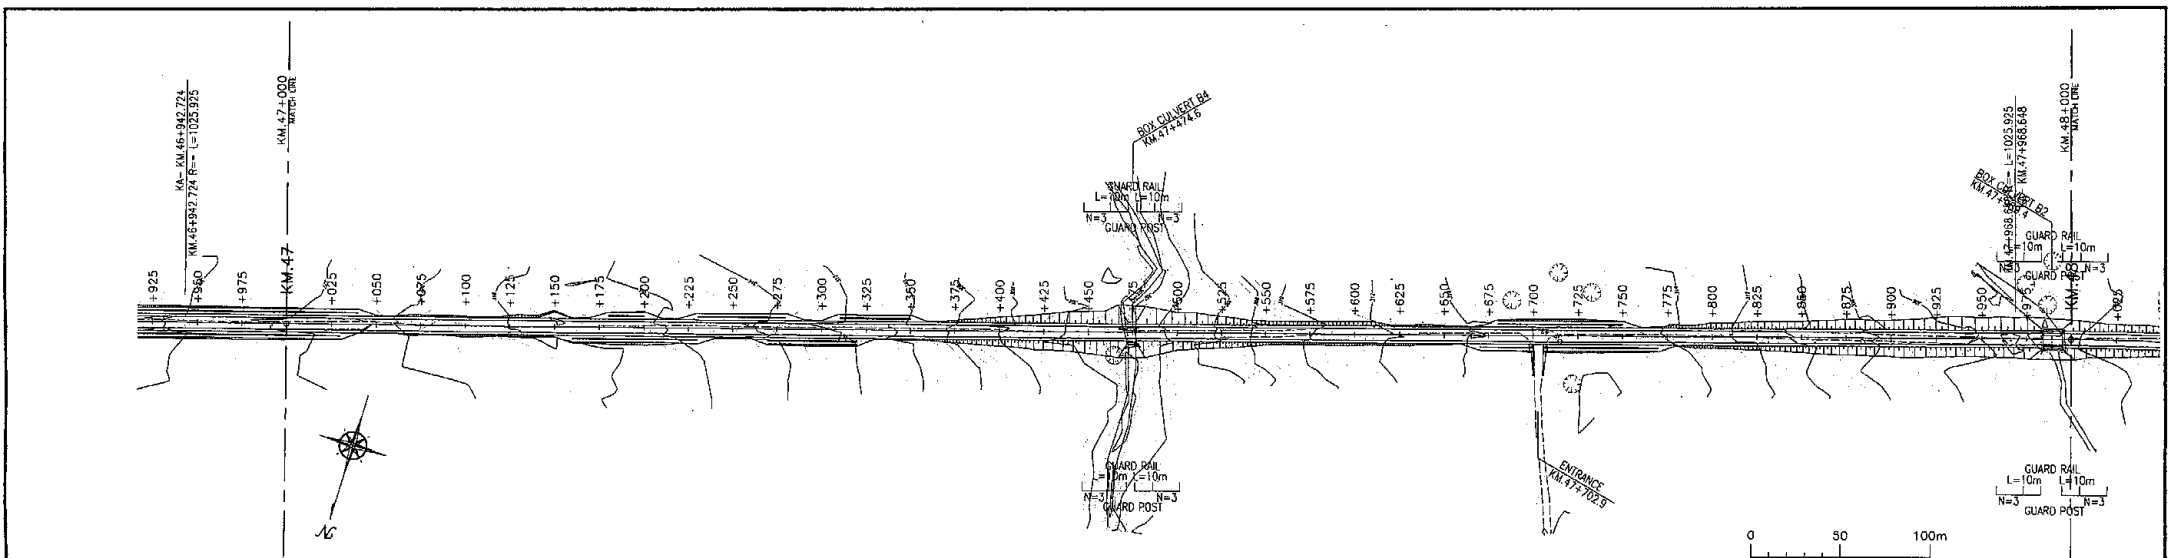 KA- KM.46+942.724
KM.46+942.724 R=∞ L=1025.925
KM.47+000
MATCH LINE
BOX CULVERT B4
KM.47+474.6
L=1025.925
KM.47+968.648
KM.48+000
MATCH LINE
BOX CULVERT B2
GUARD RAIL
L=10m L=10m
N=3 N=3
GUARD POST
GUARD RAIL
L=10m
N=3 N=3
GUARD POST
+925
+950
+975
KM.47
+025
+050
+075
+100
+125
+150
+175
+200
+225
+250
+275
+300
+325
+350
+375
+400
+425
+450
+475
+500
+525
+550
+575
+600
+625
+650
+675
+700
+725
+750
+775
+800
+825
+850
+875
+900
+925
+950
+975
KM.48
+025
GUARD RAIL
L=10m L=10m
N=3 N=3
GUARD POST
ENTRANCE
KM.47+702.9
GUARD RAIL
L=10m L=10m
N=3 N=3
GUARD POST
N
0 50 100m